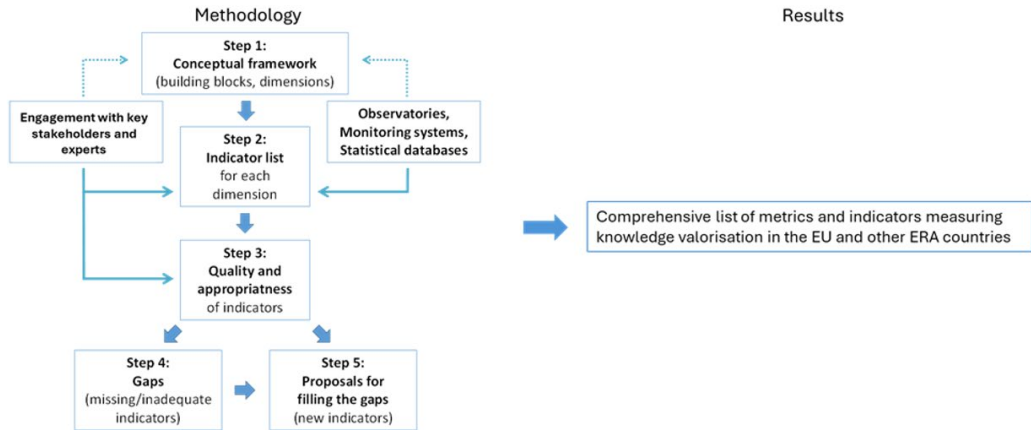 Methodology
Results
Step 1:
Conceptual framework
(building blocks, dimensions)
Engagement with key
stakeholders and
experts
Observatories,
Monitoring systems,
Statistical databases
Step 2:
Indicator list
for each
dimension
Comprehensive list of metrics and indicators measuring
knowledge valorisation in the EU and other ERA countries
Step 3:
Quality and
appropriatness
of indicators
Step 4:
Gaps
(missing/inadequate
indicators)
Step 5:
Proposals for
filling the gaps
(new indicators)